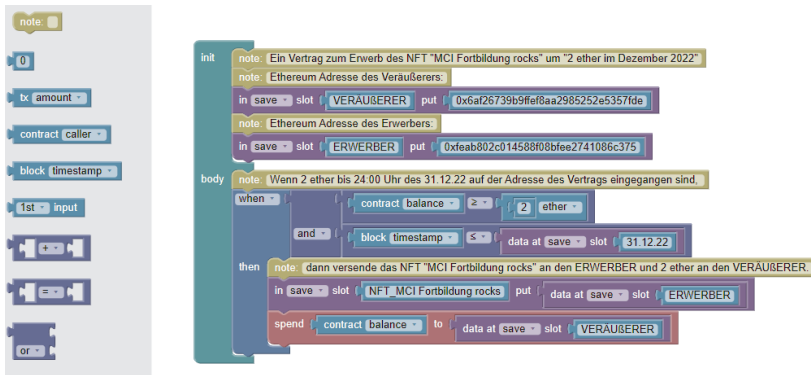 note:
0
tx amount
contract caller
block timestamp
1st input
+
=
or
init note: Ein Vertrag zum Erwerb des NFT "MCI Fortbildung rocks" um "2 ether im Dezember 2022"
note: Ethereum Adresse des Veräußerers:
in save slot VERÄUßERER put 0x6af26739b9ffef8aa2985252e5357fde
note: Ethereum Adresse des Erwerbers:
in save slot ERWERBER put 0xfeab802c014588f08bfee2741086c375
body note: Wenn 2 ether bis 24:00 Uhr des 31.12.22 auf der Adresse des Vertrags eingegangen sind,
when contract balance ≥ 2 ether
and block timestamp ≤ data at save slot 31.12.22
then note: dann versende das NFT "MCI Fortbildung rocks" an den ERWERBER und 2 ether an den VERÄUßERER.
in save slot NFT_MCI Fortbildung rocks put data at save slot ERWERBER
spend contract balance to data at save slot VERÄUßERER